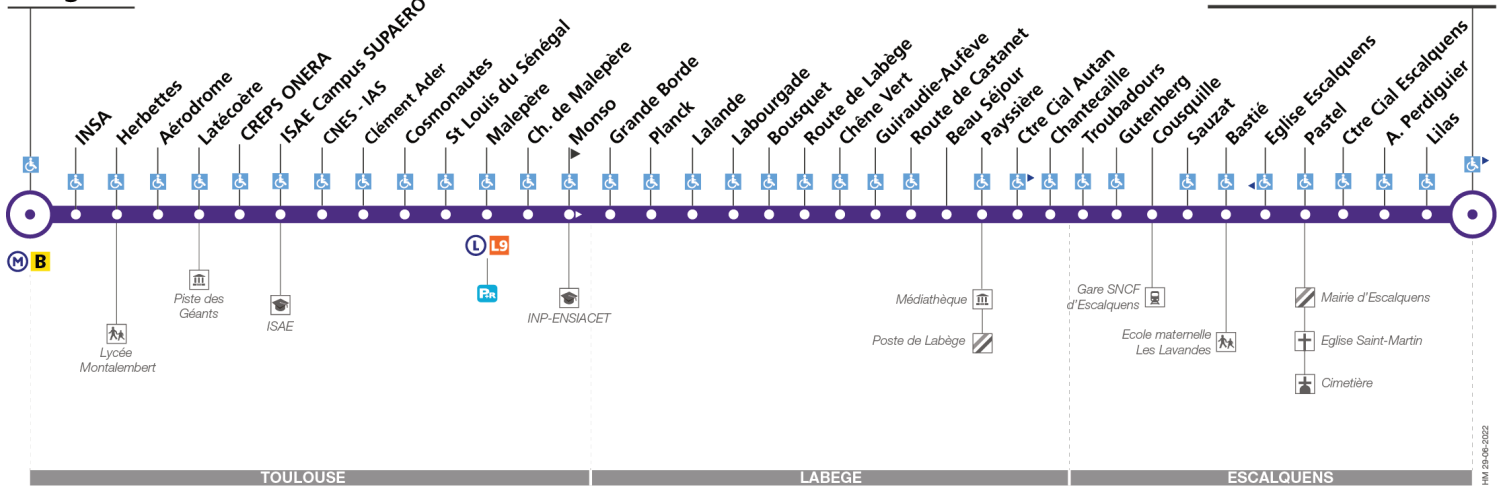 INSA
Herbettes
Aérodrome
Latécoère
CREPS ONERA
ISAE Campus SUPAERO
CNES - IAS
Clément Ader
Cosmonautes
St Louis du Sénégal
Malepère
Ch. de Malepère
Monso
Grande Borde
Planck
Lalande
Labourgade
Bousquet
Route de Labège
Chêne Vert
Guiraudie-Aufève
Route de Castanet
Beau Séjour
Payssière
Ctre Cial Autan
Chantecaille
Troubadours
Gutenberg
Cousquille
Sauzat
Bastié
Eglise Escalquens
Pastel
Ctre Cial Escalquens
A. Perdiguier
Lilas
M B
L L9
P+R
Piste des
Géants
ISAE
INP-ENSIACET
Lycée
Montalembert
Médiathèque
Poste de Labège
Gare SNCF
d'Escalquens
Ecole maternelle
Les Lavandes
Mairie d'Escalquens
Eglise Saint-Martin
Cimetière
TOULOUSE
LABEGE
ESCALQUENS
HM 29-06-2022